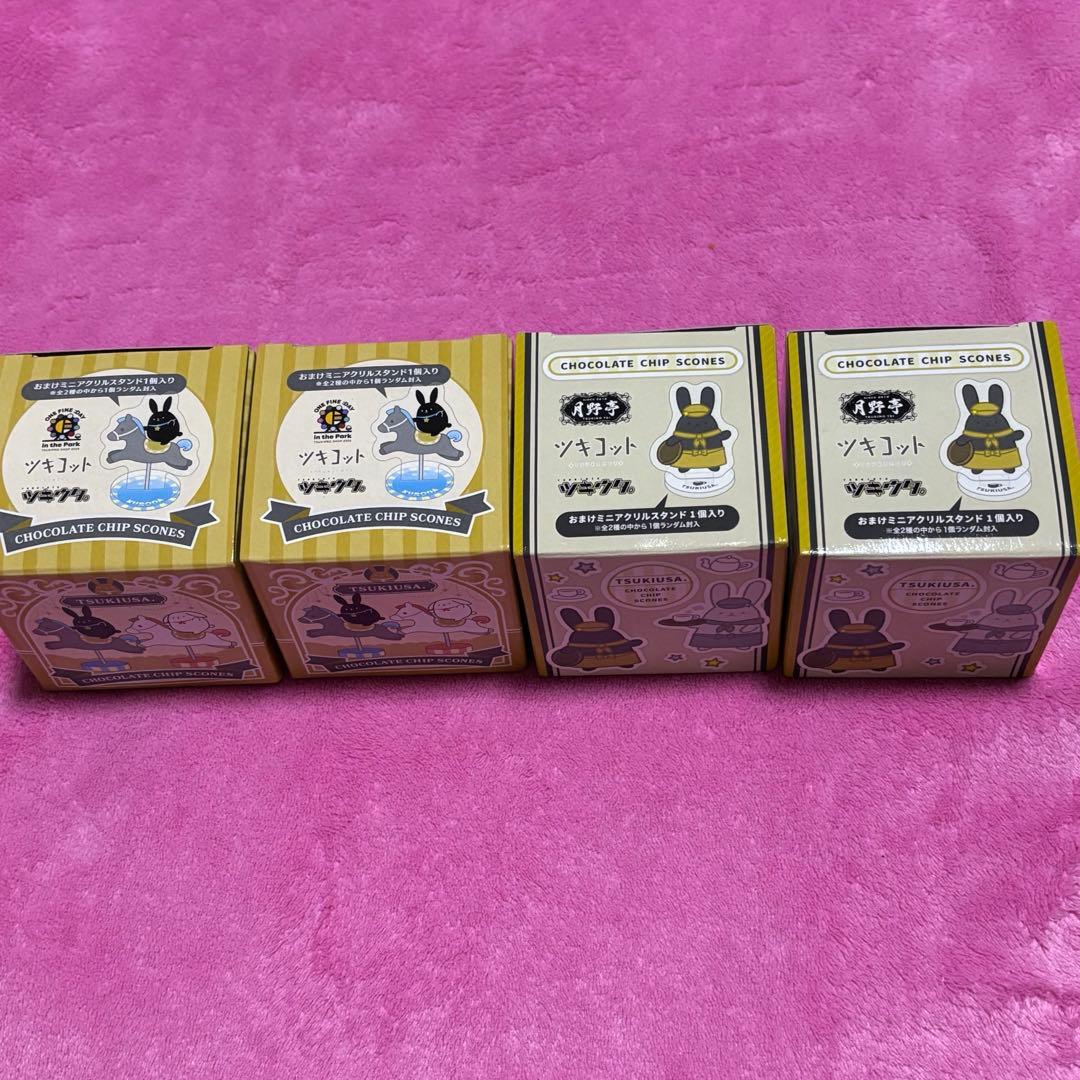 おまけミニアクリルスタンド1個入り
※全2種の中から1個ランダム封入
ONE FINE DAY
in the Park
ツキコット
ツキウタ。
CHOCOLATE CHIP SCONES
TSUKIUSA.
CHOCOLATE CHIP SCONES
おまけミニアクリルスタンド1個入り
※全2種の中から1個ランダム封入
ONE FINE DAY
in the Park
ツキコット
ツキウタ。
KURODA
CHOCOLATE CHIP SCONES
TSUKIUSA.
CHOCOLATE CHIP SCONES
CHOCOLATE CHIP SCONES
月野亭
TSUKINO TEI
ツキコット
ツキウタ。
TSUKIUSA.
おまけミニアクリルスタンド1個入り
※全2種の中から1個ランダム封入
TSUKIUSA.
CHOCOLATE
CHIP
SCONES
CHOCOLATE CHIP SCONES
月野亭
TSUKINO TEI
ツキコット
ツキウタ。
TSUKIUSA.
おまけミニアクリルスタンド1個入り
※全2種の中から1個ランダム封入
TSUKIUSA.
CHOCOLATE
CHIP
SCONES